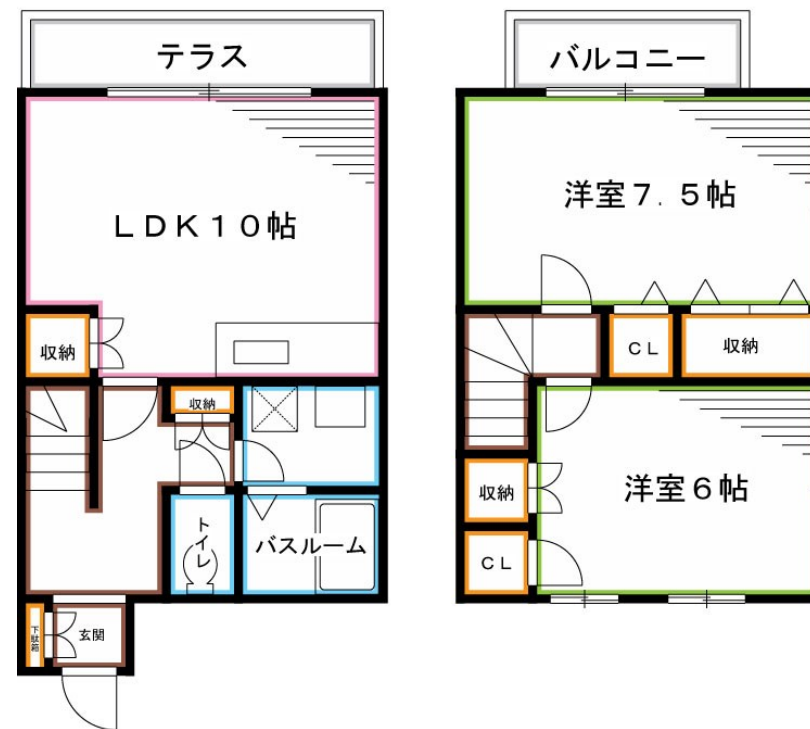 テラス
LDK10帖
収納
収納
トイレ
バスルーム
下駄箱
玄関
バルコニー
洋室7.5帖
CL
収納
収納
洋室6帖
CL